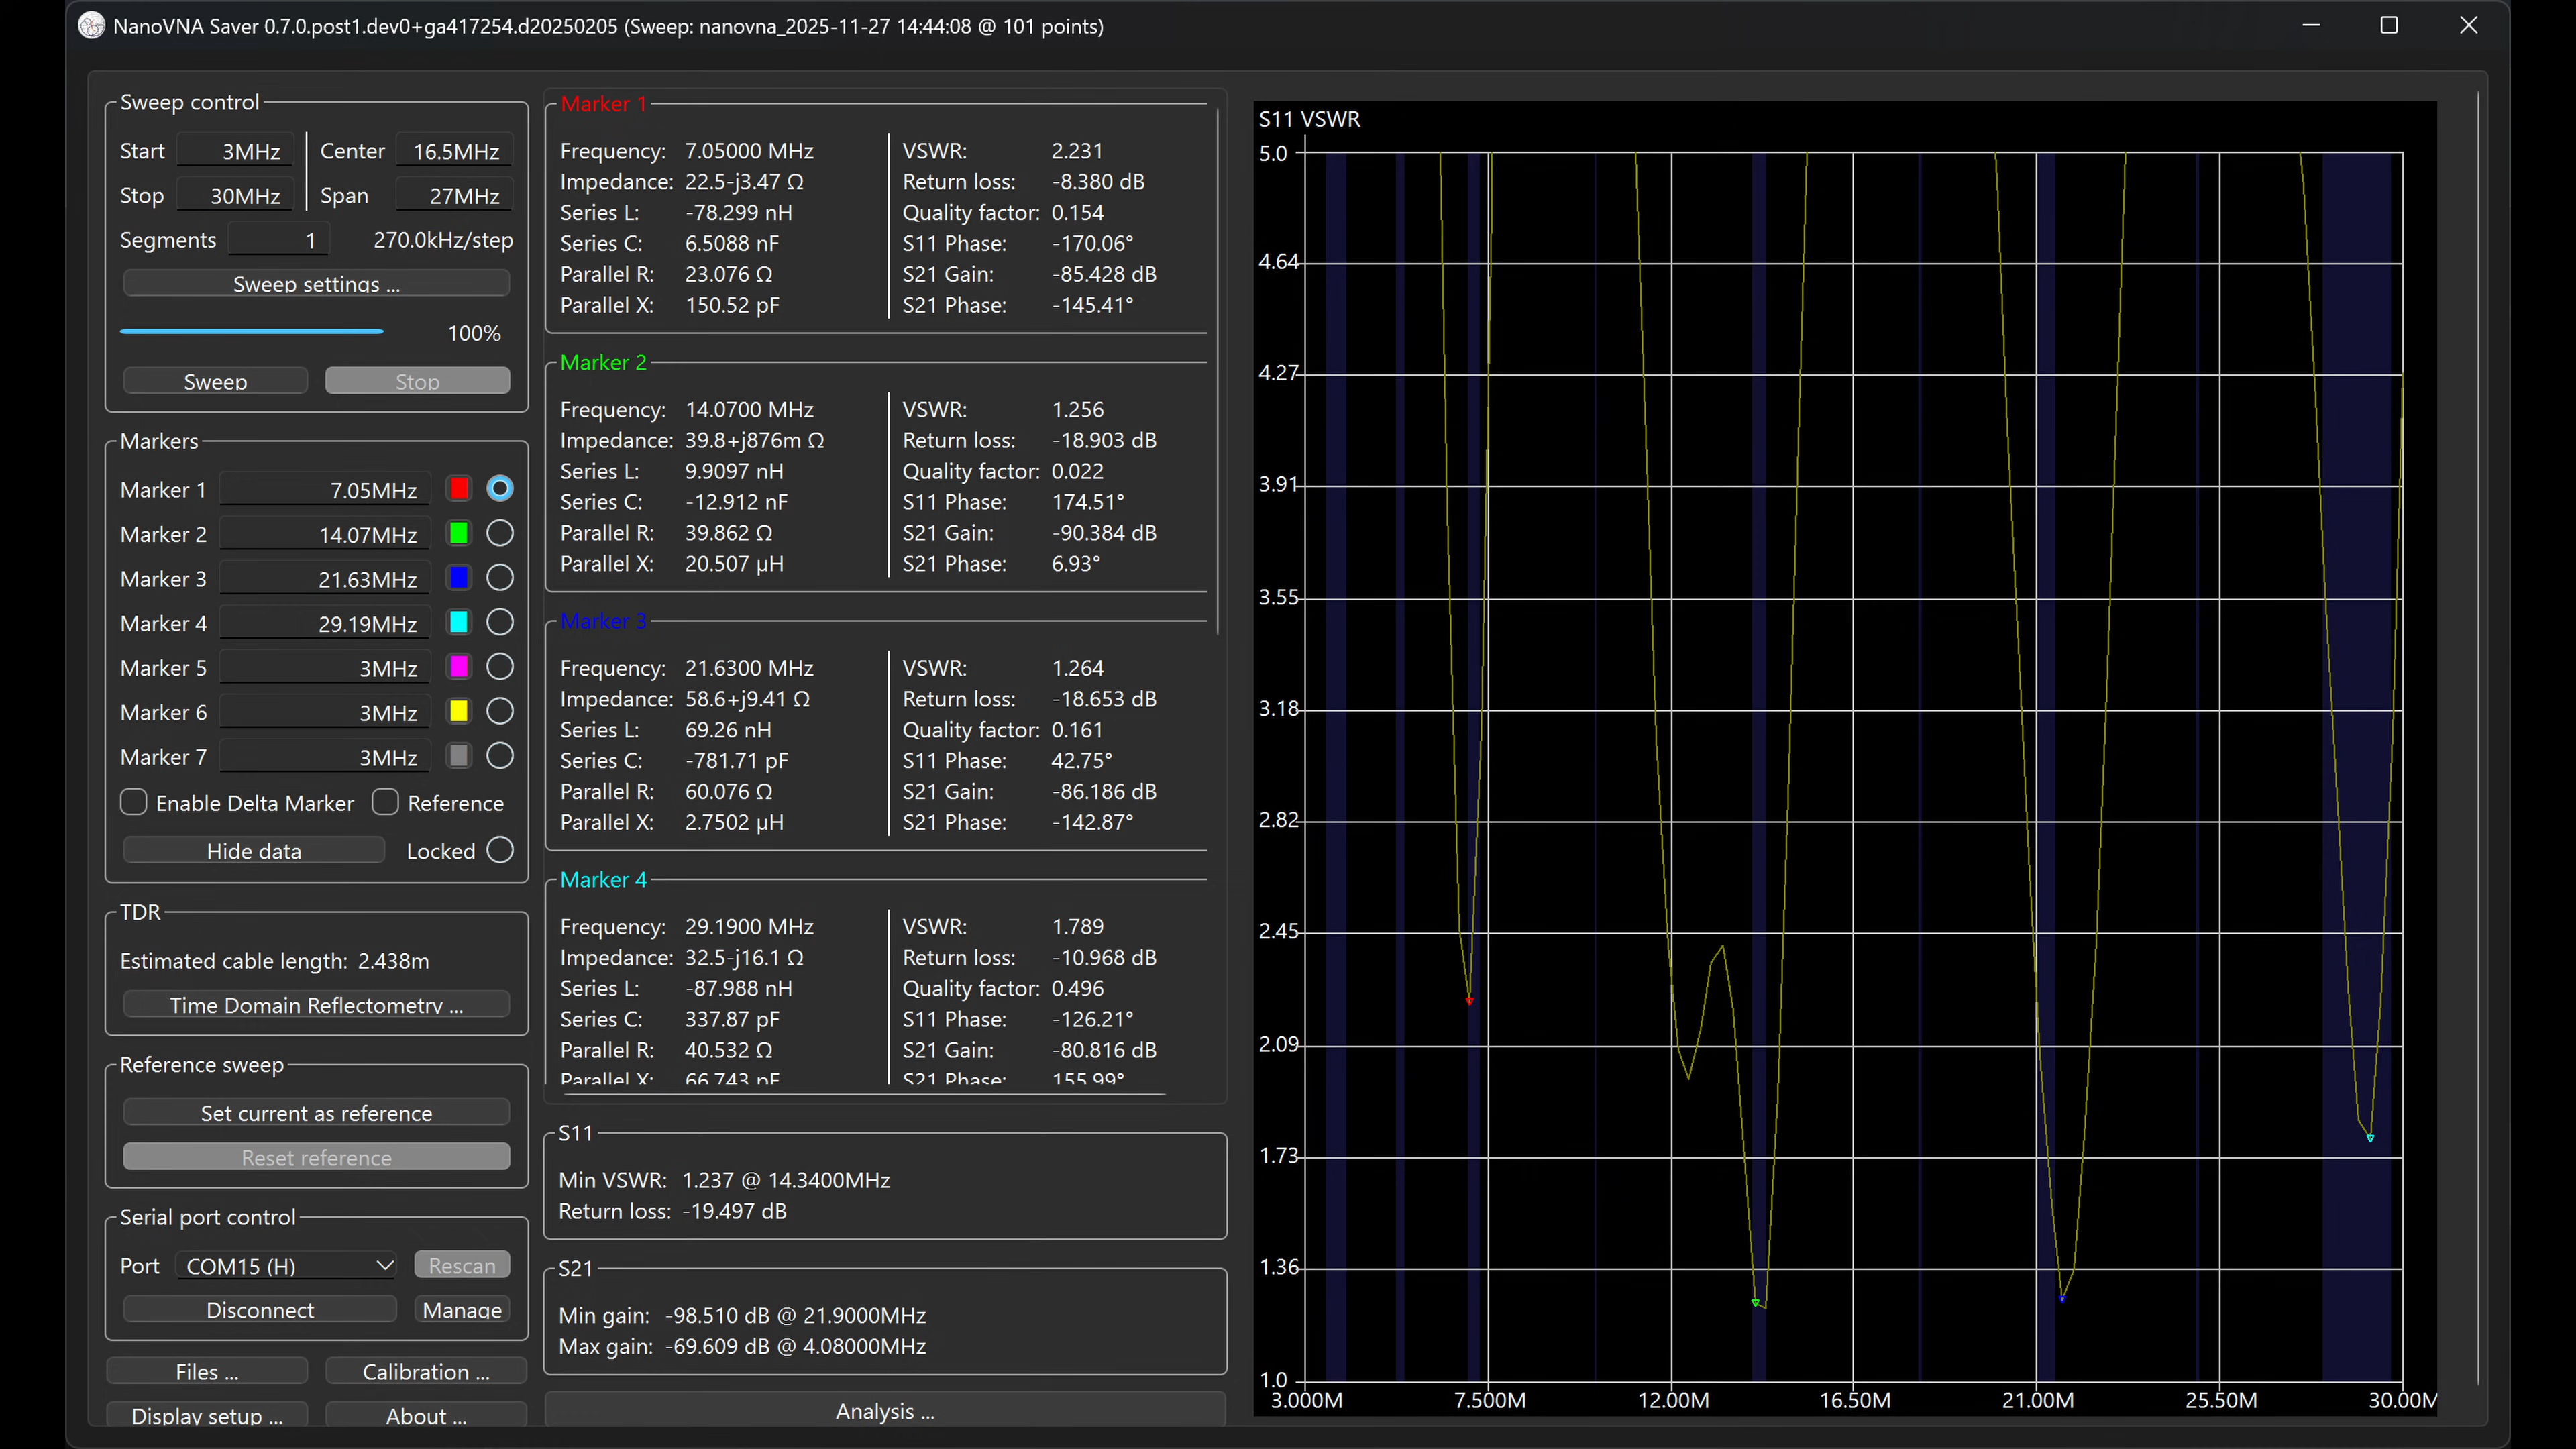 NanoVNA Saver 0.7.0.post1.dev0+ga417254.d20250205 (Sweep: nanovna_2025-11-27 14:44:08 @ 101 points)
Sweep control
Start 3MHz Center 16.5MHz
Stop 30MHz Span 27MHz
Segments 1 270.0kHz/step
Sweep settings ...
100%
Sweep Stop
Markers
Marker 1 7.05MHz
Marker 2 14.07MHz
Marker 3 21.63MHz
Marker 4 29.19MHz
Marker 5 3MHz
Marker 6 3MHz
Marker 7 3MHz
Enable Delta Marker Reference
Hide data Locked
TDR
Estimated cable length: 2.438m
Time Domain Reflectometry ...
Reference sweep
Set current as reference
Reset reference
Serial port control
Port COM15 (H) Rescan
Disconnect Manage
Files ... Calibration ...
Display setup ... About ...
Marker 1
Frequency: 7.05000 MHz VSWR: 2.231
Impedance: 22.5-j3.47 Ω Return loss: -8.380 dB
Series L: -78.299 nH Quality factor: 0.154
Series C: 6.5088 nF S11 Phase: -170.06°
Parallel R: 23.076 Ω S21 Gain: -85.428 dB
Parallel X: 150.52 pF S21 Phase: -145.41°
Marker 2
Frequency: 14.0700 MHz VSWR: 1.256
Impedance: 39.8+j876m Ω Return loss: -18.903 dB
Series L: 9.9097 nH Quality factor: 0.022
Series C: -12.912 nF S11 Phase: 174.51°
Parallel R: 39.862 Ω S21 Gain: -90.384 dB
Parallel X: 20.507 µH S21 Phase: 6.93°
Marker 3
Frequency: 21.6300 MHz VSWR: 1.264
Impedance: 58.6+j9.41 Ω Return loss: -18.653 dB
Series L: 69.26 nH Quality factor: 0.161
Series C: -781.71 pF S11 Phase: 42.75°
Parallel R: 60.076 Ω S21 Gain: -86.186 dB
Parallel X: 2.7502 µH S21 Phase: -142.87°
Marker 4
Frequency: 29.1900 MHz VSWR: 1.789
Impedance: 32.5-j16.1 Ω Return loss: -10.968 dB
Series L: -87.988 nH Quality factor: 0.496
Series C: 337.87 pF S11 Phase: -126.21°
Parallel R: 40.532 Ω S21 Gain: -80.816 dB
Parallel X: 66.743 pF S21 Phase: 155.99°
S11
Min VSWR: 1.237 @ 14.3400MHz
Return loss: -19.497 dB
S21
Min gain: -98.510 dB @ 21.9000MHz
Max gain: -69.609 dB @ 4.08000MHz
Analysis ...
S11 VSWR
5.0
4.64
4.27
3.91
3.55
3.18
2.82
2.45
2.09
1.73
1.36
1.0
3.000M 7.500M 12.00M 16.50M 21.00M 25.50M 30.00M